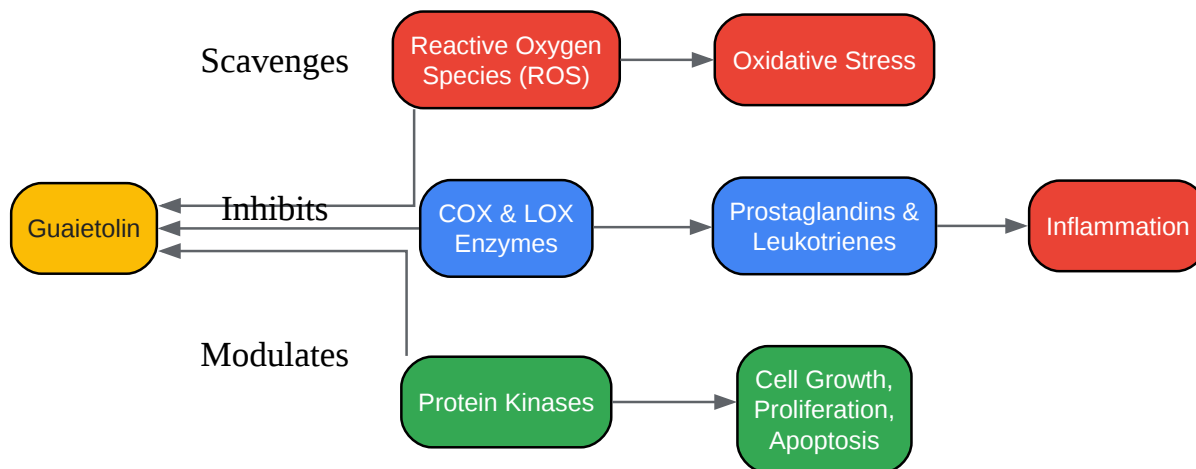 Scavenges
Reactive Oxygen
Species (ROS)
Oxidative Stress
Guaietolin
Inhibits
COX & LOX
Enzymes
Prostaglandins &
Leukotrienes
Inflammation
Modulates
Protein Kinases
Cell Growth,
Proliferation,
Apoptosis